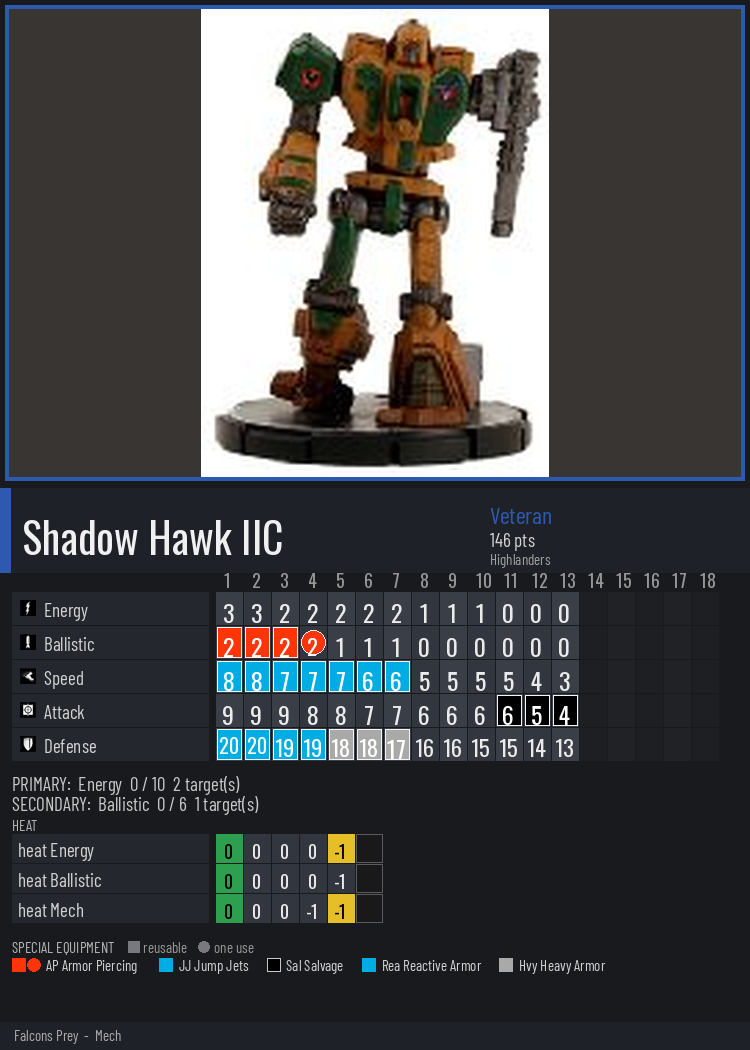 Shadow Hawk IIC
Veteran
146 pts
Highlanders
1 2 3 4 5 6 7 8 9 10 11 12 13 14 15 16 17 18
Energy 3 3 2 2 2 2 2 1 1 1 0 0 0
Ballistic 2 2 2 2 1 1 1 0 0 0 0 0 0
Speed 8 8 7 7 7 6 6 5 5 5 5 4 3
Attack 9 9 9 8 8 7 7 6 6 6 6 5 4
Defense 20 20 19 19 18 18 17 16 16 15 15 14 13
PRIMARY: Energy 0 / 10 2 target(s)
SECONDARY: Ballistic 0 / 6 1 target(s)
HEAT
heat Energy 0 0 0 0 -1
heat Ballistic 0 0 0 0 -1
heat Mech 0 0 0 -1 -1
SPECIAL EQUIPMENT reusable one use
AP Armor Piercing JJ Jump Jets Sal Salvage Rea Reactive Armor Hvy Heavy Armor
Falcons Prey - Mech